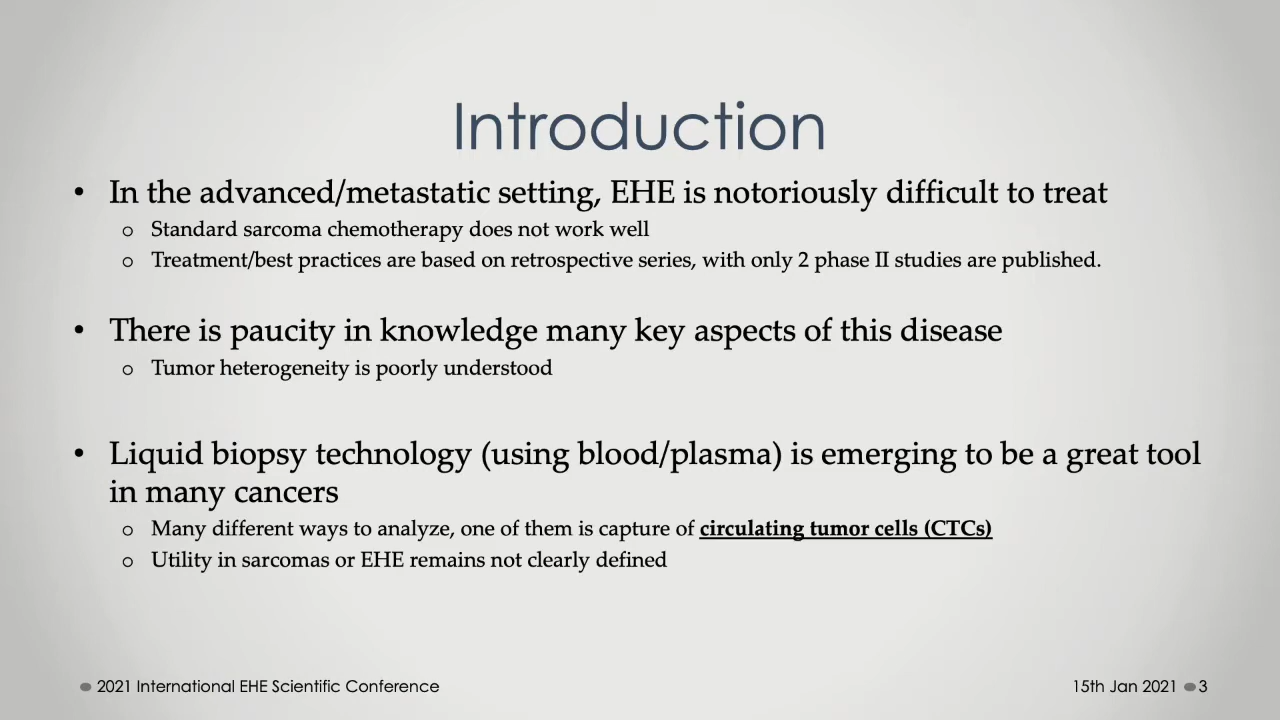 Introduction
• In the advanced/metastatic setting, EHE is notoriously difficult to treat
o Standard sarcoma chemotherapy does not work well
o Treatment/best practices are based on retrospective series, with only 2 phase II studies are published.
• There is paucity in knowledge many key aspects of this disease
o Tumor heterogeneity is poorly understood
• Liquid biopsy technology (using blood/plasma) is emerging to be a great tool
in many cancers
o Many different ways to analyze, one of them is capture of circulating tumor cells (CTCs)
o Utility in sarcomas or EHE remains not clearly defined
2021 International EHE Scientific Conference
15th Jan 2021 3